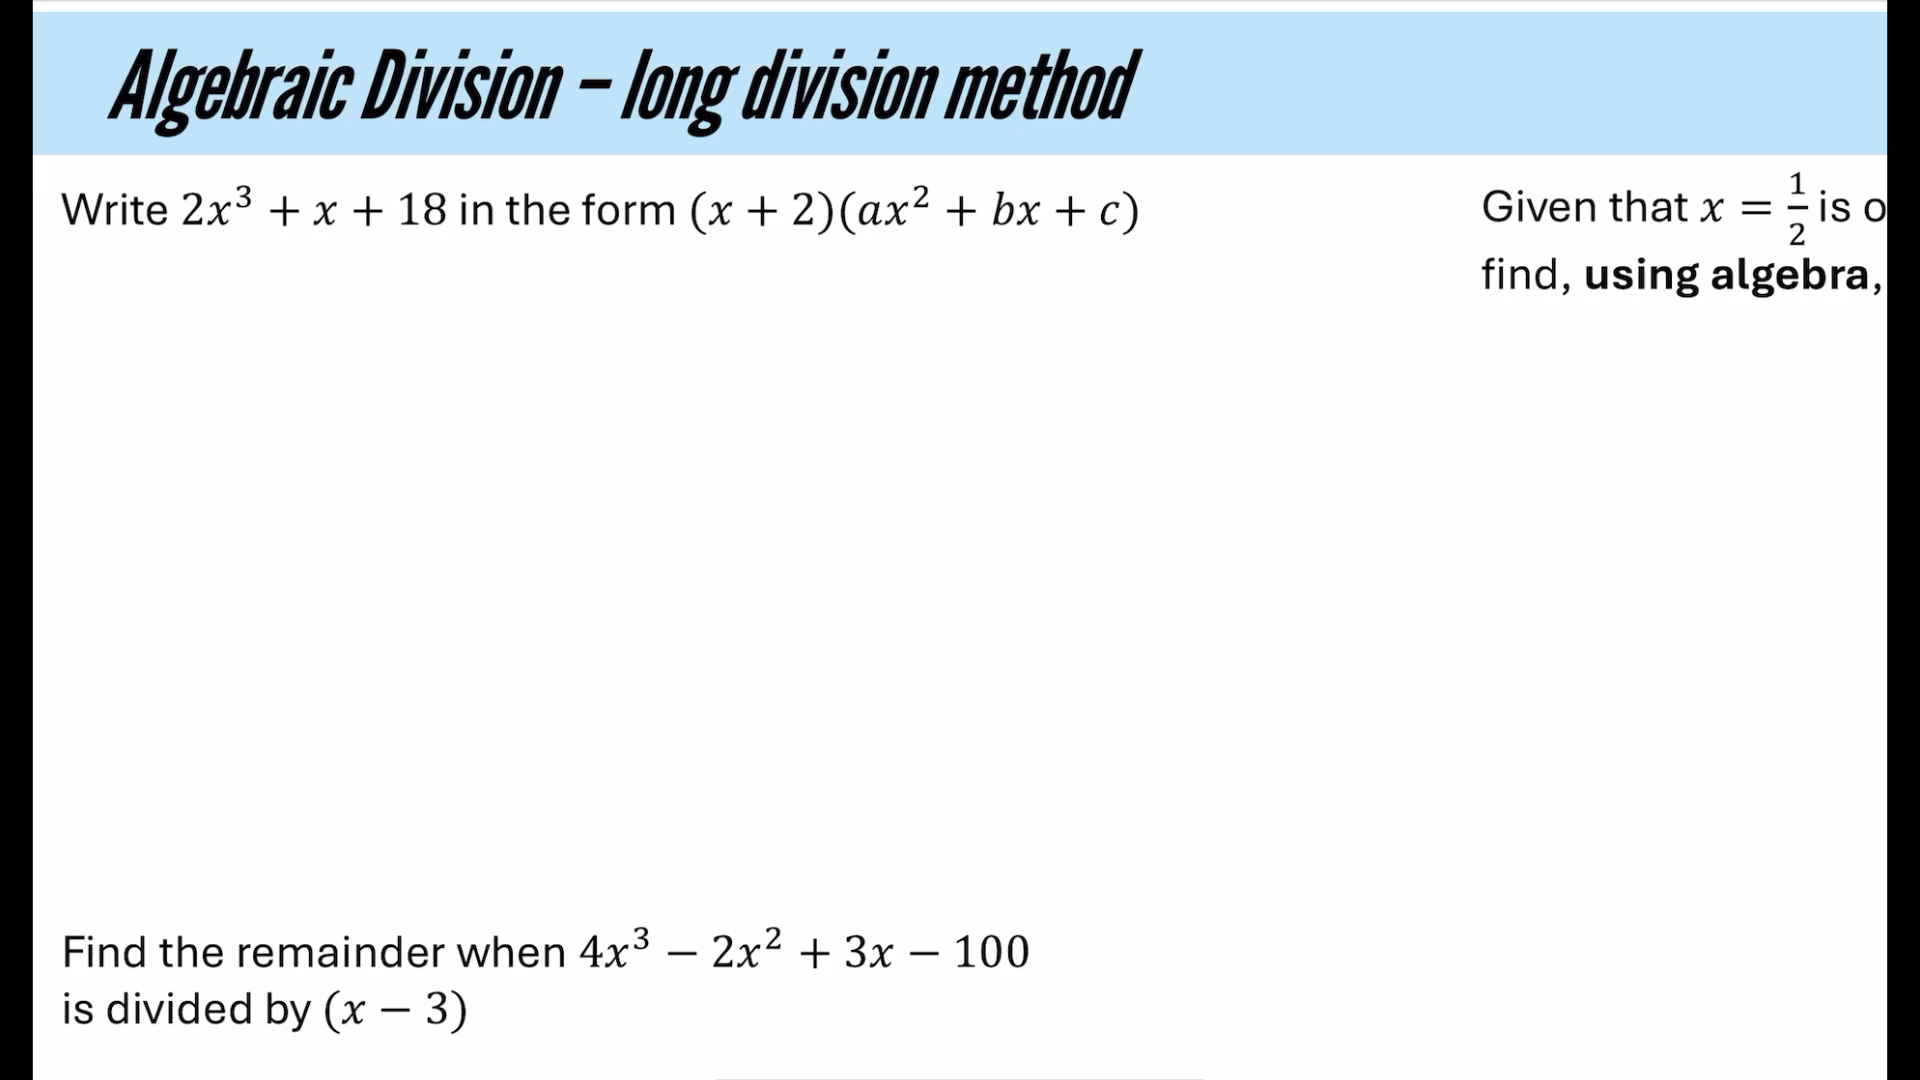 Algebraic Division – long division method
Write 2x³ + x + 18 in the form (x + 2)(ax² + bx + c)
Given that x = 1/2 is
find, using algebra,
Find the remainder when 4x³ − 2x² + 3x − 100
is divided by (x − 3)